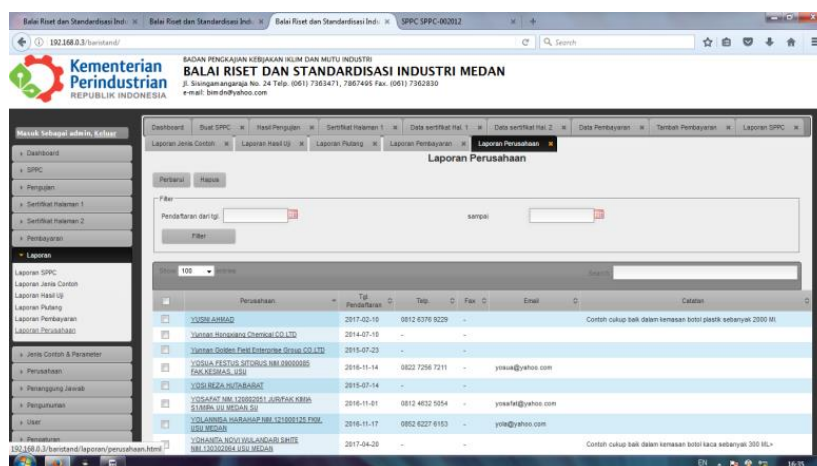 Balai Riset dan Standardisasi Indu
Balai Riset dan Standardisasi Indu
Balai Riset dan Standardisasi Indu
SPPC SPPC-002012
192.168.0.3/baristand/
Search
Kementerian
Perindustrian
REPUBLIK INDONESIA
BADAN PENGKAJIAN KEBIJAKAN IKLIM DAN MUTU INDUSTRI
BALAI RISET DAN STANDARDISASI INDUSTRI MEDAN
Jl. Sisingamangaraja No. 24 Telp. (061) 7363471, 7867495 Fax. (061) 7362830
e-mail: bimdn@yahoo.com
Masuk Sebagai admin, Keluar
Dashboard
SPPC
Pengujian
Sertifikat Halaman 1
Sertifikat Halaman 2
Pembayaran
Laporan
Laporan SPPC
Laporan Jenis Contoh
Laporan Hasil Uji
Laporan Piutang
Laporan Pembayaran
Laporan Perusahaan
Jenis Contoh & Parameter
Perusahaan
Penanggung Jawab
Pengumuman
User
Pengaturan
192.168.0.3/baristand/laporan/perusahaan.html
Dashboard Buat SPPC Hasil Pengujian Sertifikat Halaman 1 Data sertifikat Hal. 1 Data sertifikat Hal. 2 Data Pembayaran Tambah Pembayaran Laporan SPPC
Laporan Jenis Contoh Laporan Hasil Uji Laporan Piutang Laporan Pembayaran Laporan Perusahaan
Laporan Perusahaan
Perbarui Hapus
Filter
Pendaftaran dari tgl. sampai
Filter
Show 100 entries Search:
Perusahaan Tgl Pendaftaran Telp. Fax Email Catatan
YUSNI AHMAD 2017-02-10 0812 6376 9229 - Contoh cukup baik dalam kemasan botol plastik sebanyak 2000 Ml.
Yunnan Hongxiang Chemical CO.LTD 2014-07-10 -
Yunnan Golden Field Enterprise Group CO.LTD 2015-07-23 - -
YOSUA FESTUS SITORUS NIM.09000085 2016-11-14 0822 7256 7211 - yosua@yahoo.com
FAK.KESMAS. USU
YOSI REZA HUTABARAT 2015-07-14 - -
YOSAFAT NIM.120802051 JUR/FAK KIMIA 2016-11-01 0812 4632 5054 - yosafat@yahoo.com
S1/MIPA UU MEDAN SU
YOLANNISA HARAHAP NIM.121000125 FKM. 2016-11-17 0852 6227 6153 - yola@yahoo.com
USU MEDAN
YOHANITA NOVI WULANDARI SIHITE 2017-04-20 - - Contoh cukup baik dalam kemasan botol kaca sebanyak 300 ML>
NIM.130302064 USU MEDAN
EN 16:35